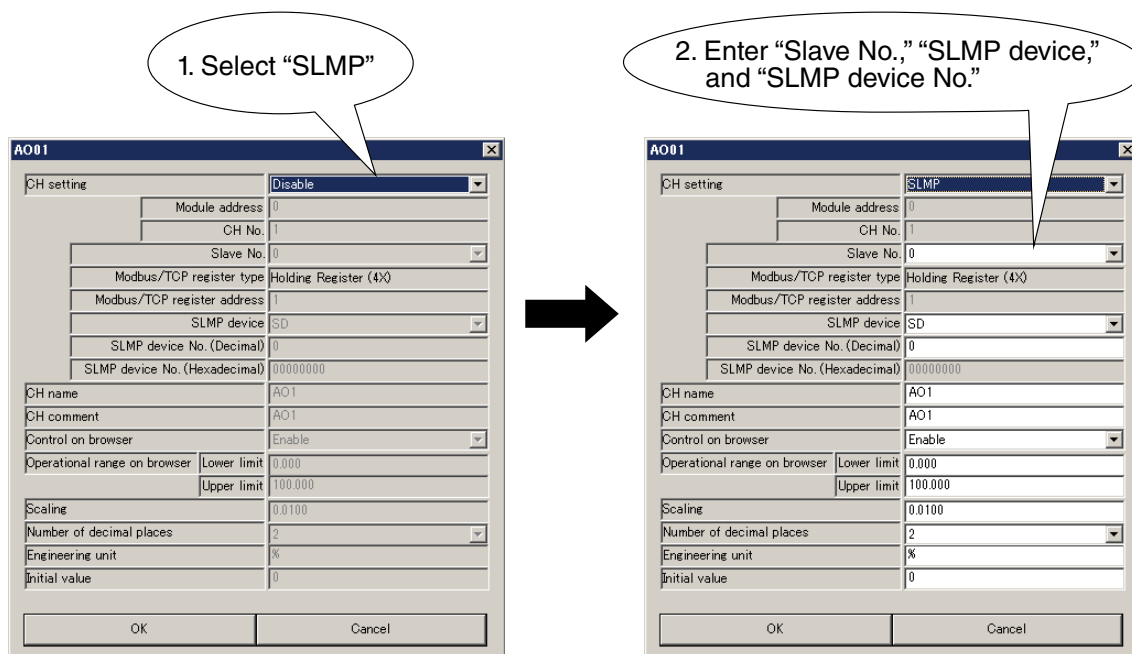 1. Select “SLMP”
2. Enter “Slave No.,” “SLMP device,”
and “SLMP device No.”
AO01
CH setting Disable
Module address 0
CH No. 1
Slave No. 0
Modbus/TCP register type Holding Register (4X)
Modbus/TCP register address 1
SLMP device SD
SLMP device No. (Decimal) 0
SLMP device No. (Hexadecimal) 00000000
CH name AO1
CH comment AO1
Control on browser Enable
Operational range on browser Lower limit 0.000
Upper limit 100.000
Scaling 0.0100
Number of decimal places 2
Engineering unit %
Initial value 0
OK Cancel
AO01
CH setting SLMP
Module address 0
CH No. 1
Slave No. 0
Modbus/TCP register type Holding Register (4X)
Modbus/TCP register address 1
SLMP device SD
SLMP device No. (Decimal) 0
SLMP device No. (Hexadecimal) 00000000
CH name AO1
CH comment AO1
Control on browser Enable
Operational range on browser Lower limit 0.000
Upper limit 100.000
Scaling 0.0100
Number of decimal places 2
Engineering unit %
Initial value 0
OK Cancel